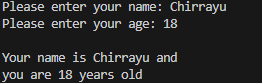 Please enter your name: Chirrayu
Please enter your age: 18
Your name is Chirrayu and
you are 18 years old